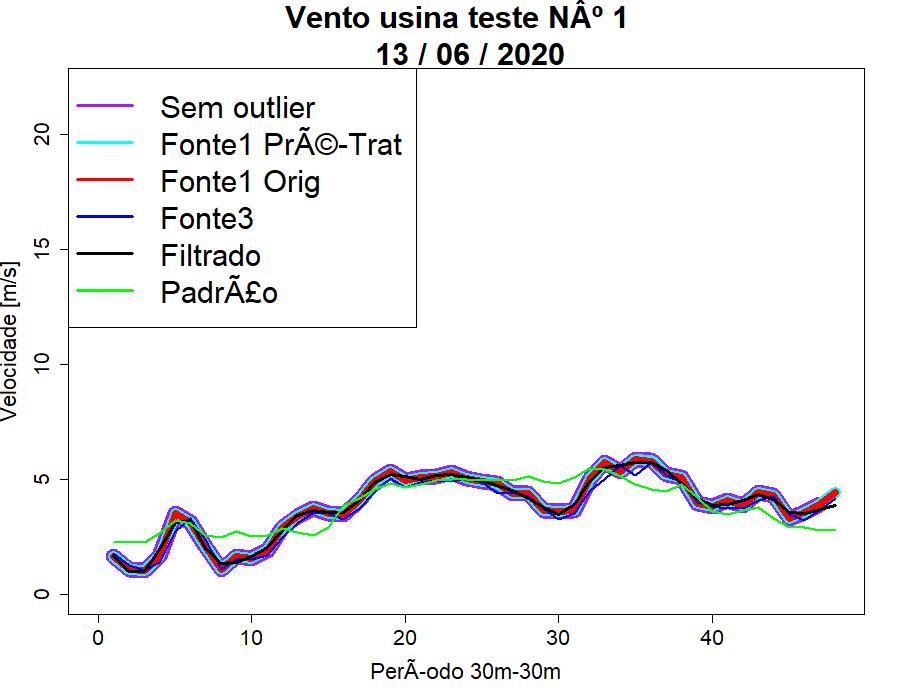 Vento usina teste NÂº 1
13 / 06 / 2020
Sem outlier
Fonte1 PrÃ©-Trat
Fonte1 Orig
Fonte3
Filtrado
PadrÃ£o
Velocidade [m/s]
20
15
10
5
0
0 10 20 30 40
PerÃ-odo 30m-30m